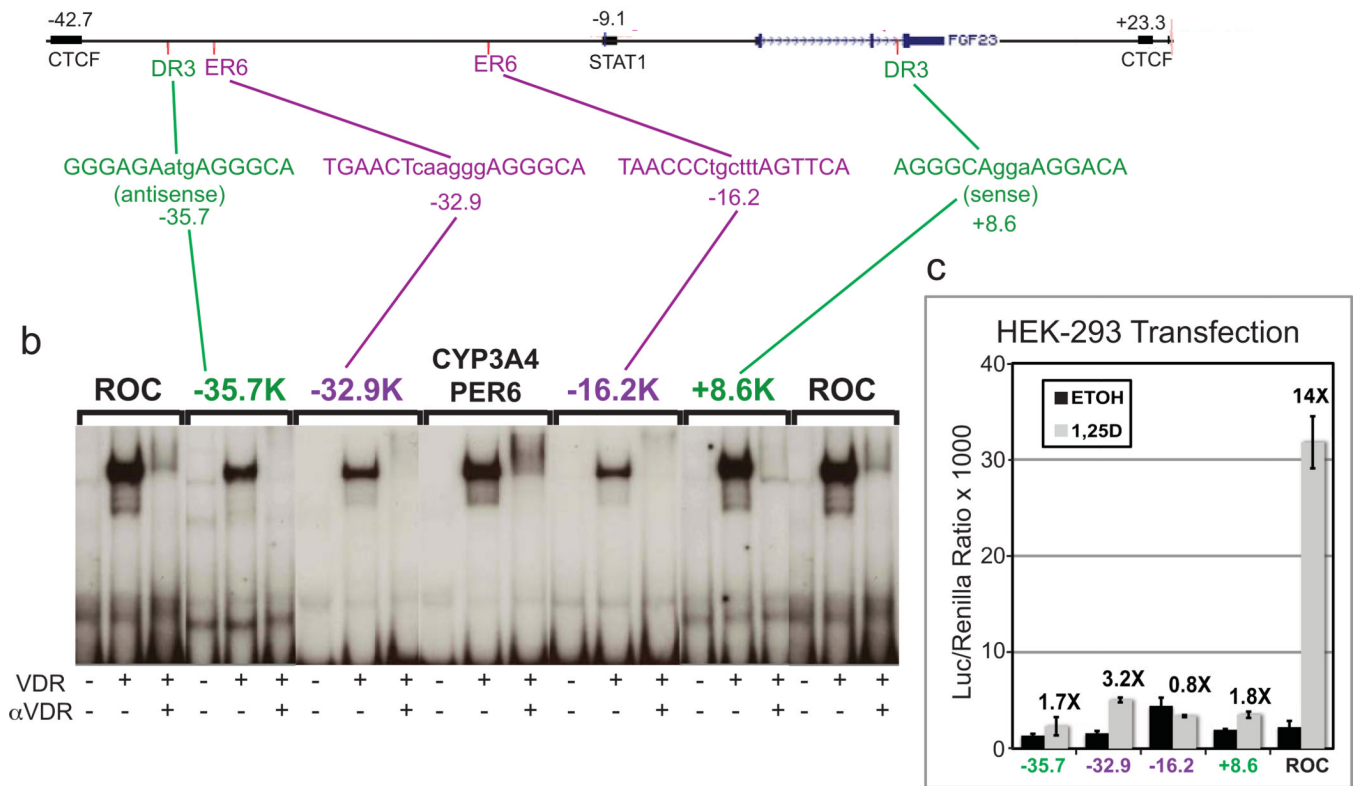 -42.7 -9.1 +23.3
FGF23
CTCF DR3 ER6 ER6 STAT1 DR3 CTCF
GGGAGAatgAGGGCA TGAACTcaagggAGGGCA TAACCCtgctttAGTTCA AGGGCAggaAGGACA
(antisense) (sense)
-35.7 -32.9 -16.2 +8.6
b
ROC -35.7K -32.9K CYP3A4 PER6 -16.2K +8.6K ROC
VDR - + + - + + - + + - + + - + + - + + - + +
αVDR - - + - - + - - + - - + - - + - - + - - +
c
HEK-293 Transfection
Luc/Renilla Ratio x 1000
40
30
20
10
0
ETOH
1,25D
1.7X 3.2X 0.8X 1.8X 14X
-35.7 -32.9 -16.2 +8.6 ROC